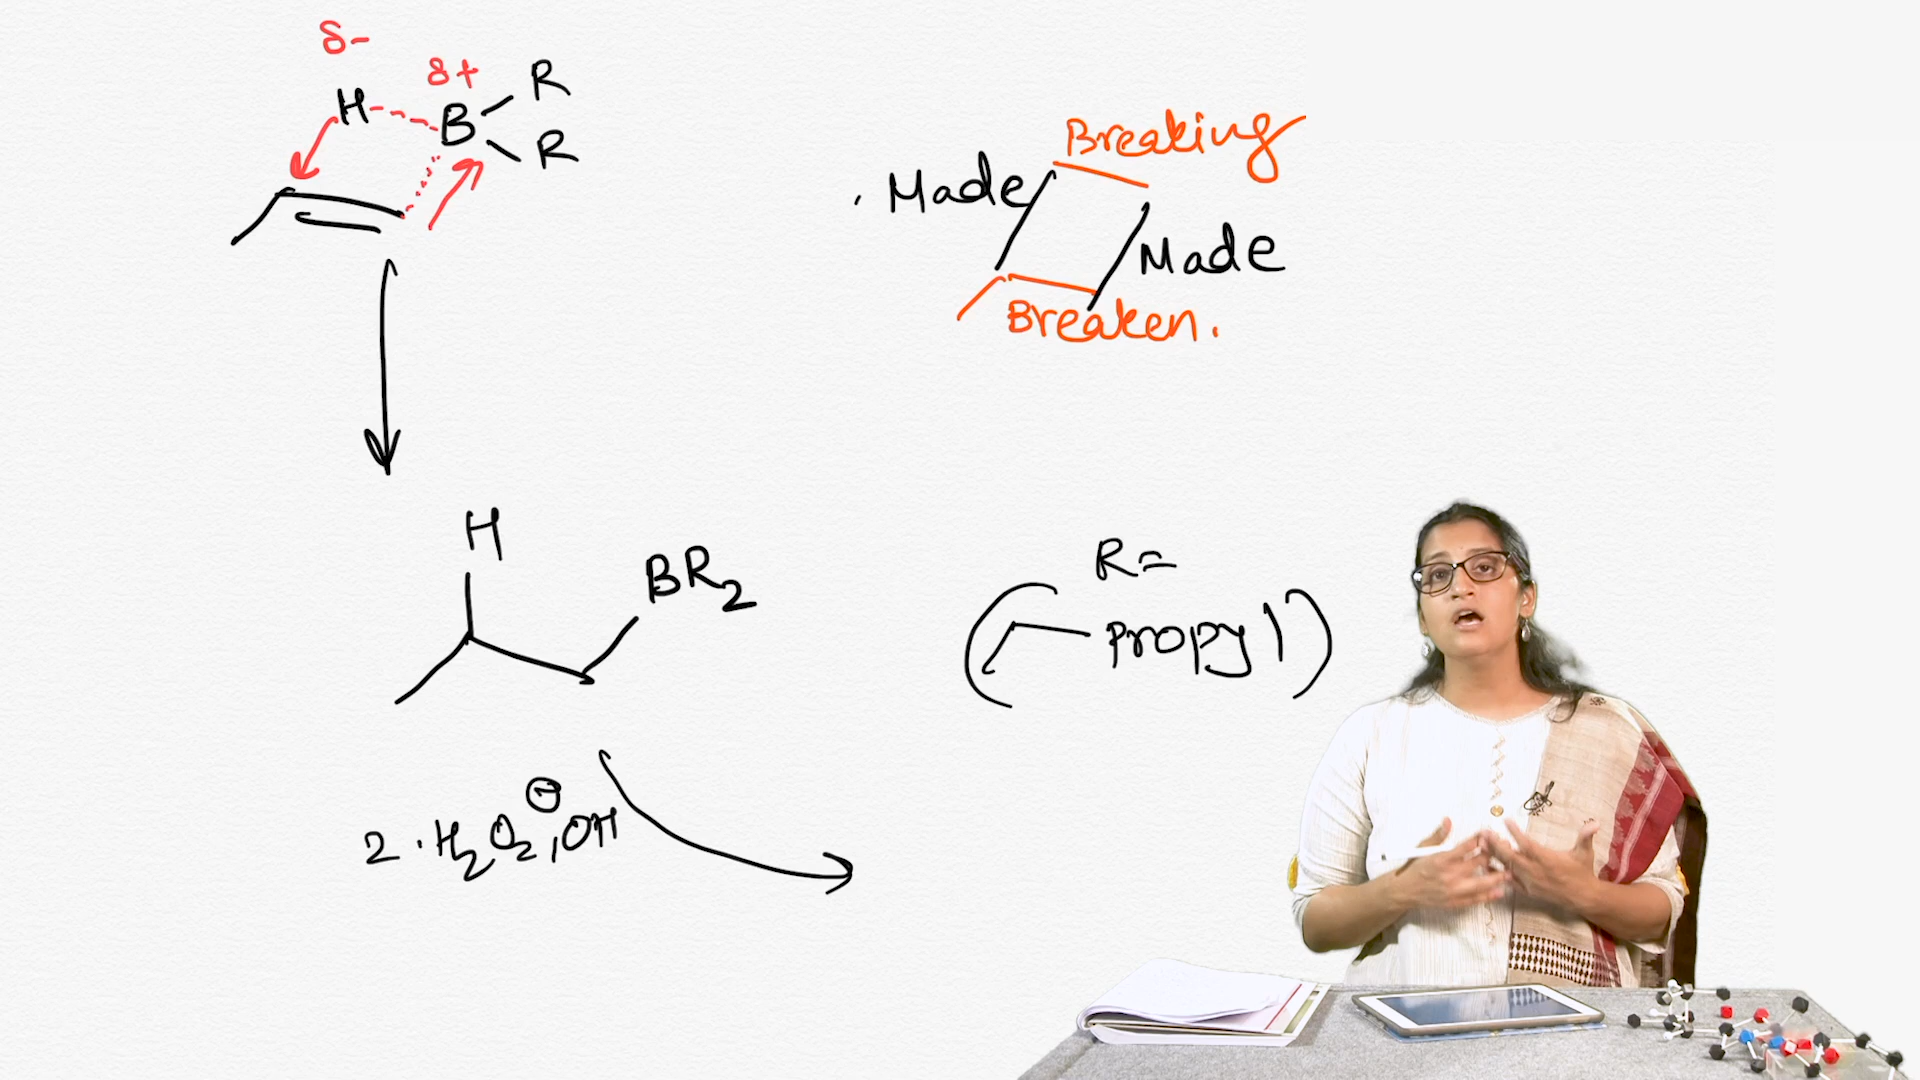 δ-
δ+
H
B
R
R
Breaking
Made
Made
Breaken.
H
BR2
R=
Propyl
2. H2O2, ⊖OH